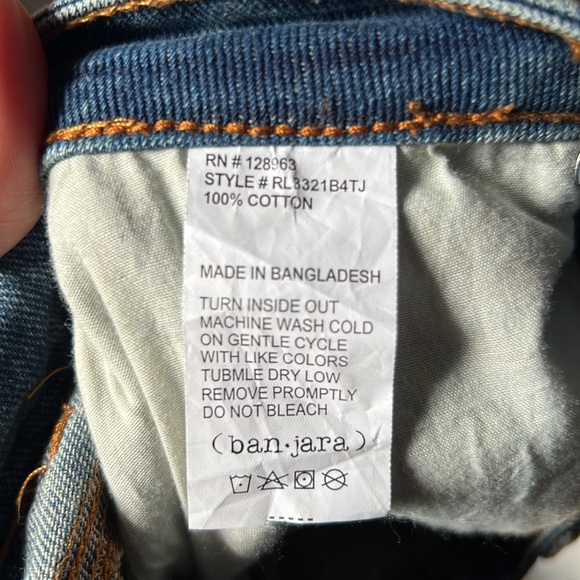 RN # 128963
STYLE # RL3321B4TJ
100% COTTON
MADE IN BANGLADESH
TURN INSIDE OUT
MACHINE WASH COLD
ON GENTLE CYCLE
WITH LIKE COLORS
TUBMLE DRY LOW
REMOVE PROMPTLY
DO NOT BLEACH
(ban·jara)